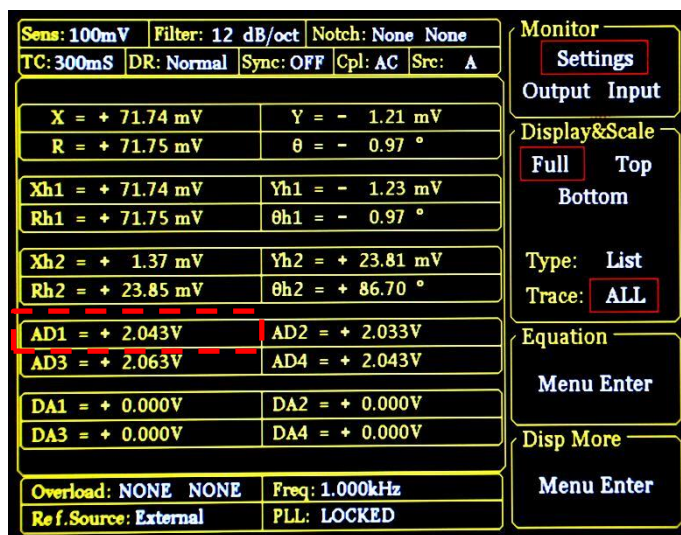 Sens: 100mV Filter: 12 dB/oct Notch: None None
TC: 300mS DR: Normal Sync: OFF Cpl: AC Src: A
X = + 71.74 mV Y = - 1.21 mV
R = + 71.75 mV θ = - 0.97 °
Xh1 = + 71.74 mV Yh1 = - 1.23 mV
Rh1 = + 71.75 mV θh1 = - 0.97 °
Xh2 = + 1.37 mV Yh2 = + 23.81 mV
Rh2 = + 23.85 mV θh2 = + 86.70 °
AD1 = + 2.043V AD2 = + 2.033V
AD3 = + 2.063V AD4 = + 2.043V
DA1 = + 0.000V DA2 = + 0.000V
DA3 = + 0.000V DA4 = + 0.000V
Overload: NONE NONE Freq: 1.000kHz
Ref.Source: External PLL: LOCKED
Monitor
Settings
Output Input
Display&Scale
Full Top
Bottom
Type: List
Trace: ALL
Equation
Menu Enter
Disp More
Menu Enter